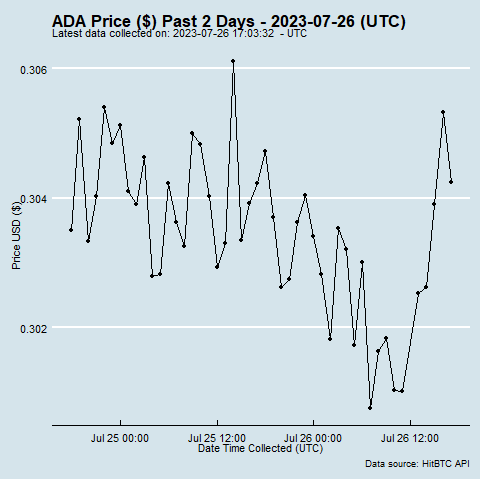 ADA Price ($) Past 2 Days - 2023-07-26 (UTC)
Latest data collected on: 2023-07-26 17:03:32  - UTC
0.306
0.304
0.302
Price USD ($)
Jul 25 00:00
Jul 25 12:00
Jul 26 00:00
Jul 26 12:00
Date Time Collected (UTC)
Data source: HitBTC API